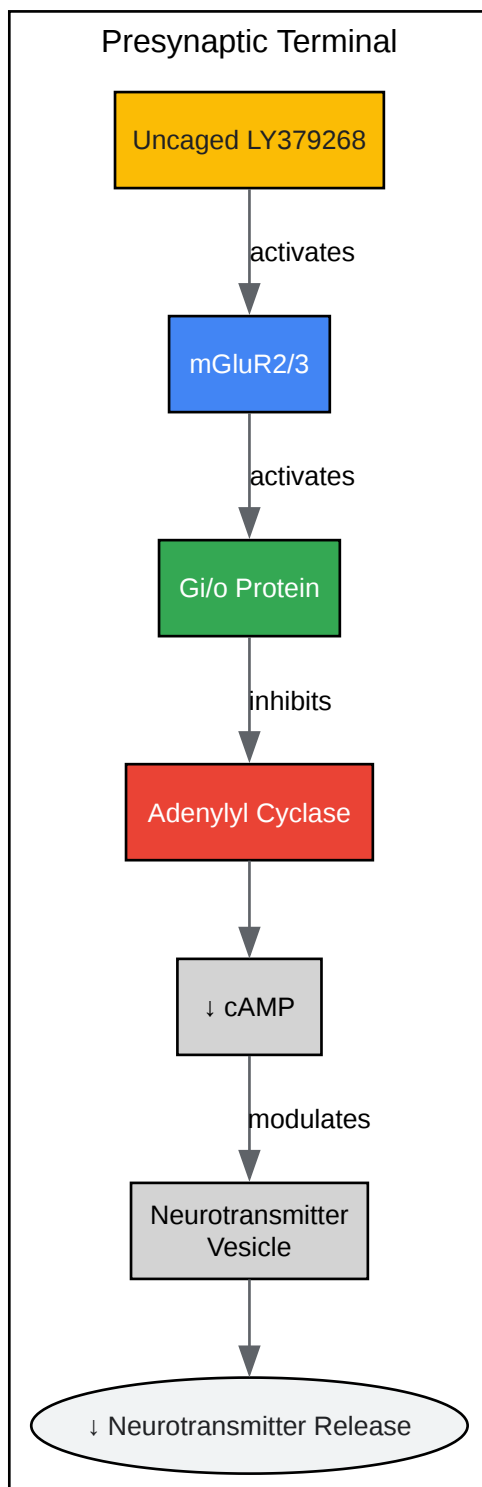 Presynaptic Terminal
Uncaged LY379268
activates
mGluR2/3
activates
Gi/o Protein
inhibits
Adenylyl Cyclase
↓ cAMP
modulates
Neurotransmitter
Vesicle
↓ Neurotransmitter Release